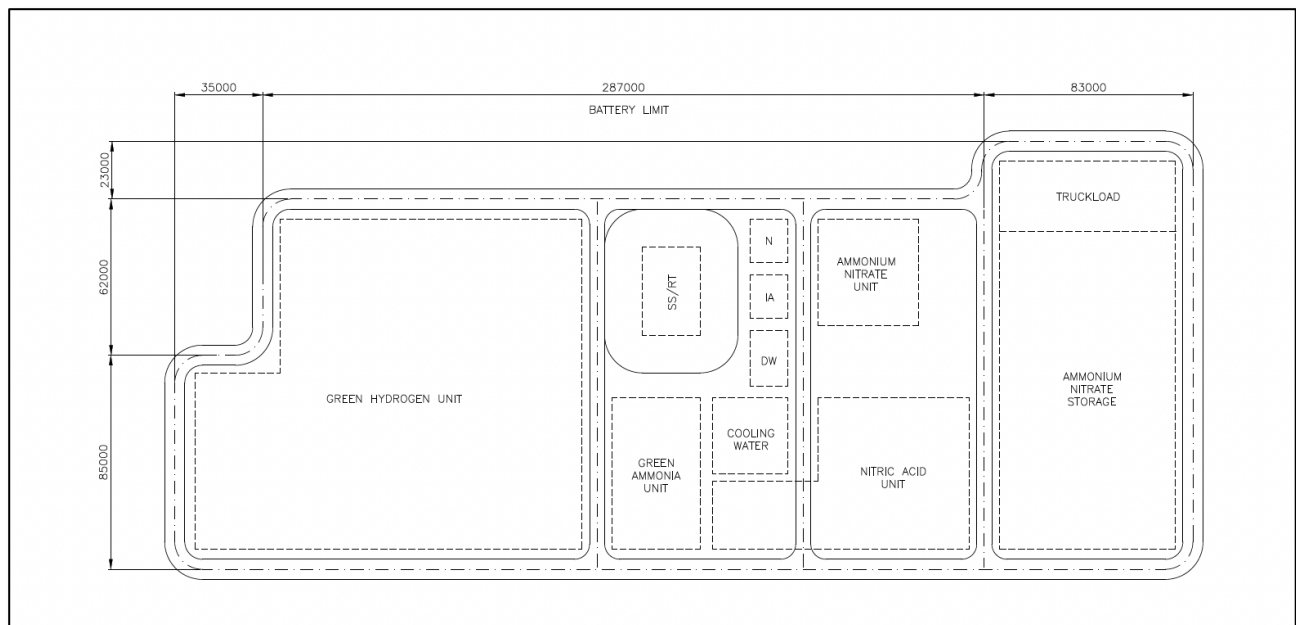 35000
287000
83000
BATTERY LIMIT
23000
62000
85000
TRUCKLOAD
N
SS/RT
IA
AMMONIUM
NITRATE
UNIT
DW
GREEN HYDROGEN UNIT
AMMONIUM
NITRATE
STORAGE
COOLING
WATER
GREEN
AMMONIA
UNIT
NITRIC ACID
UNIT